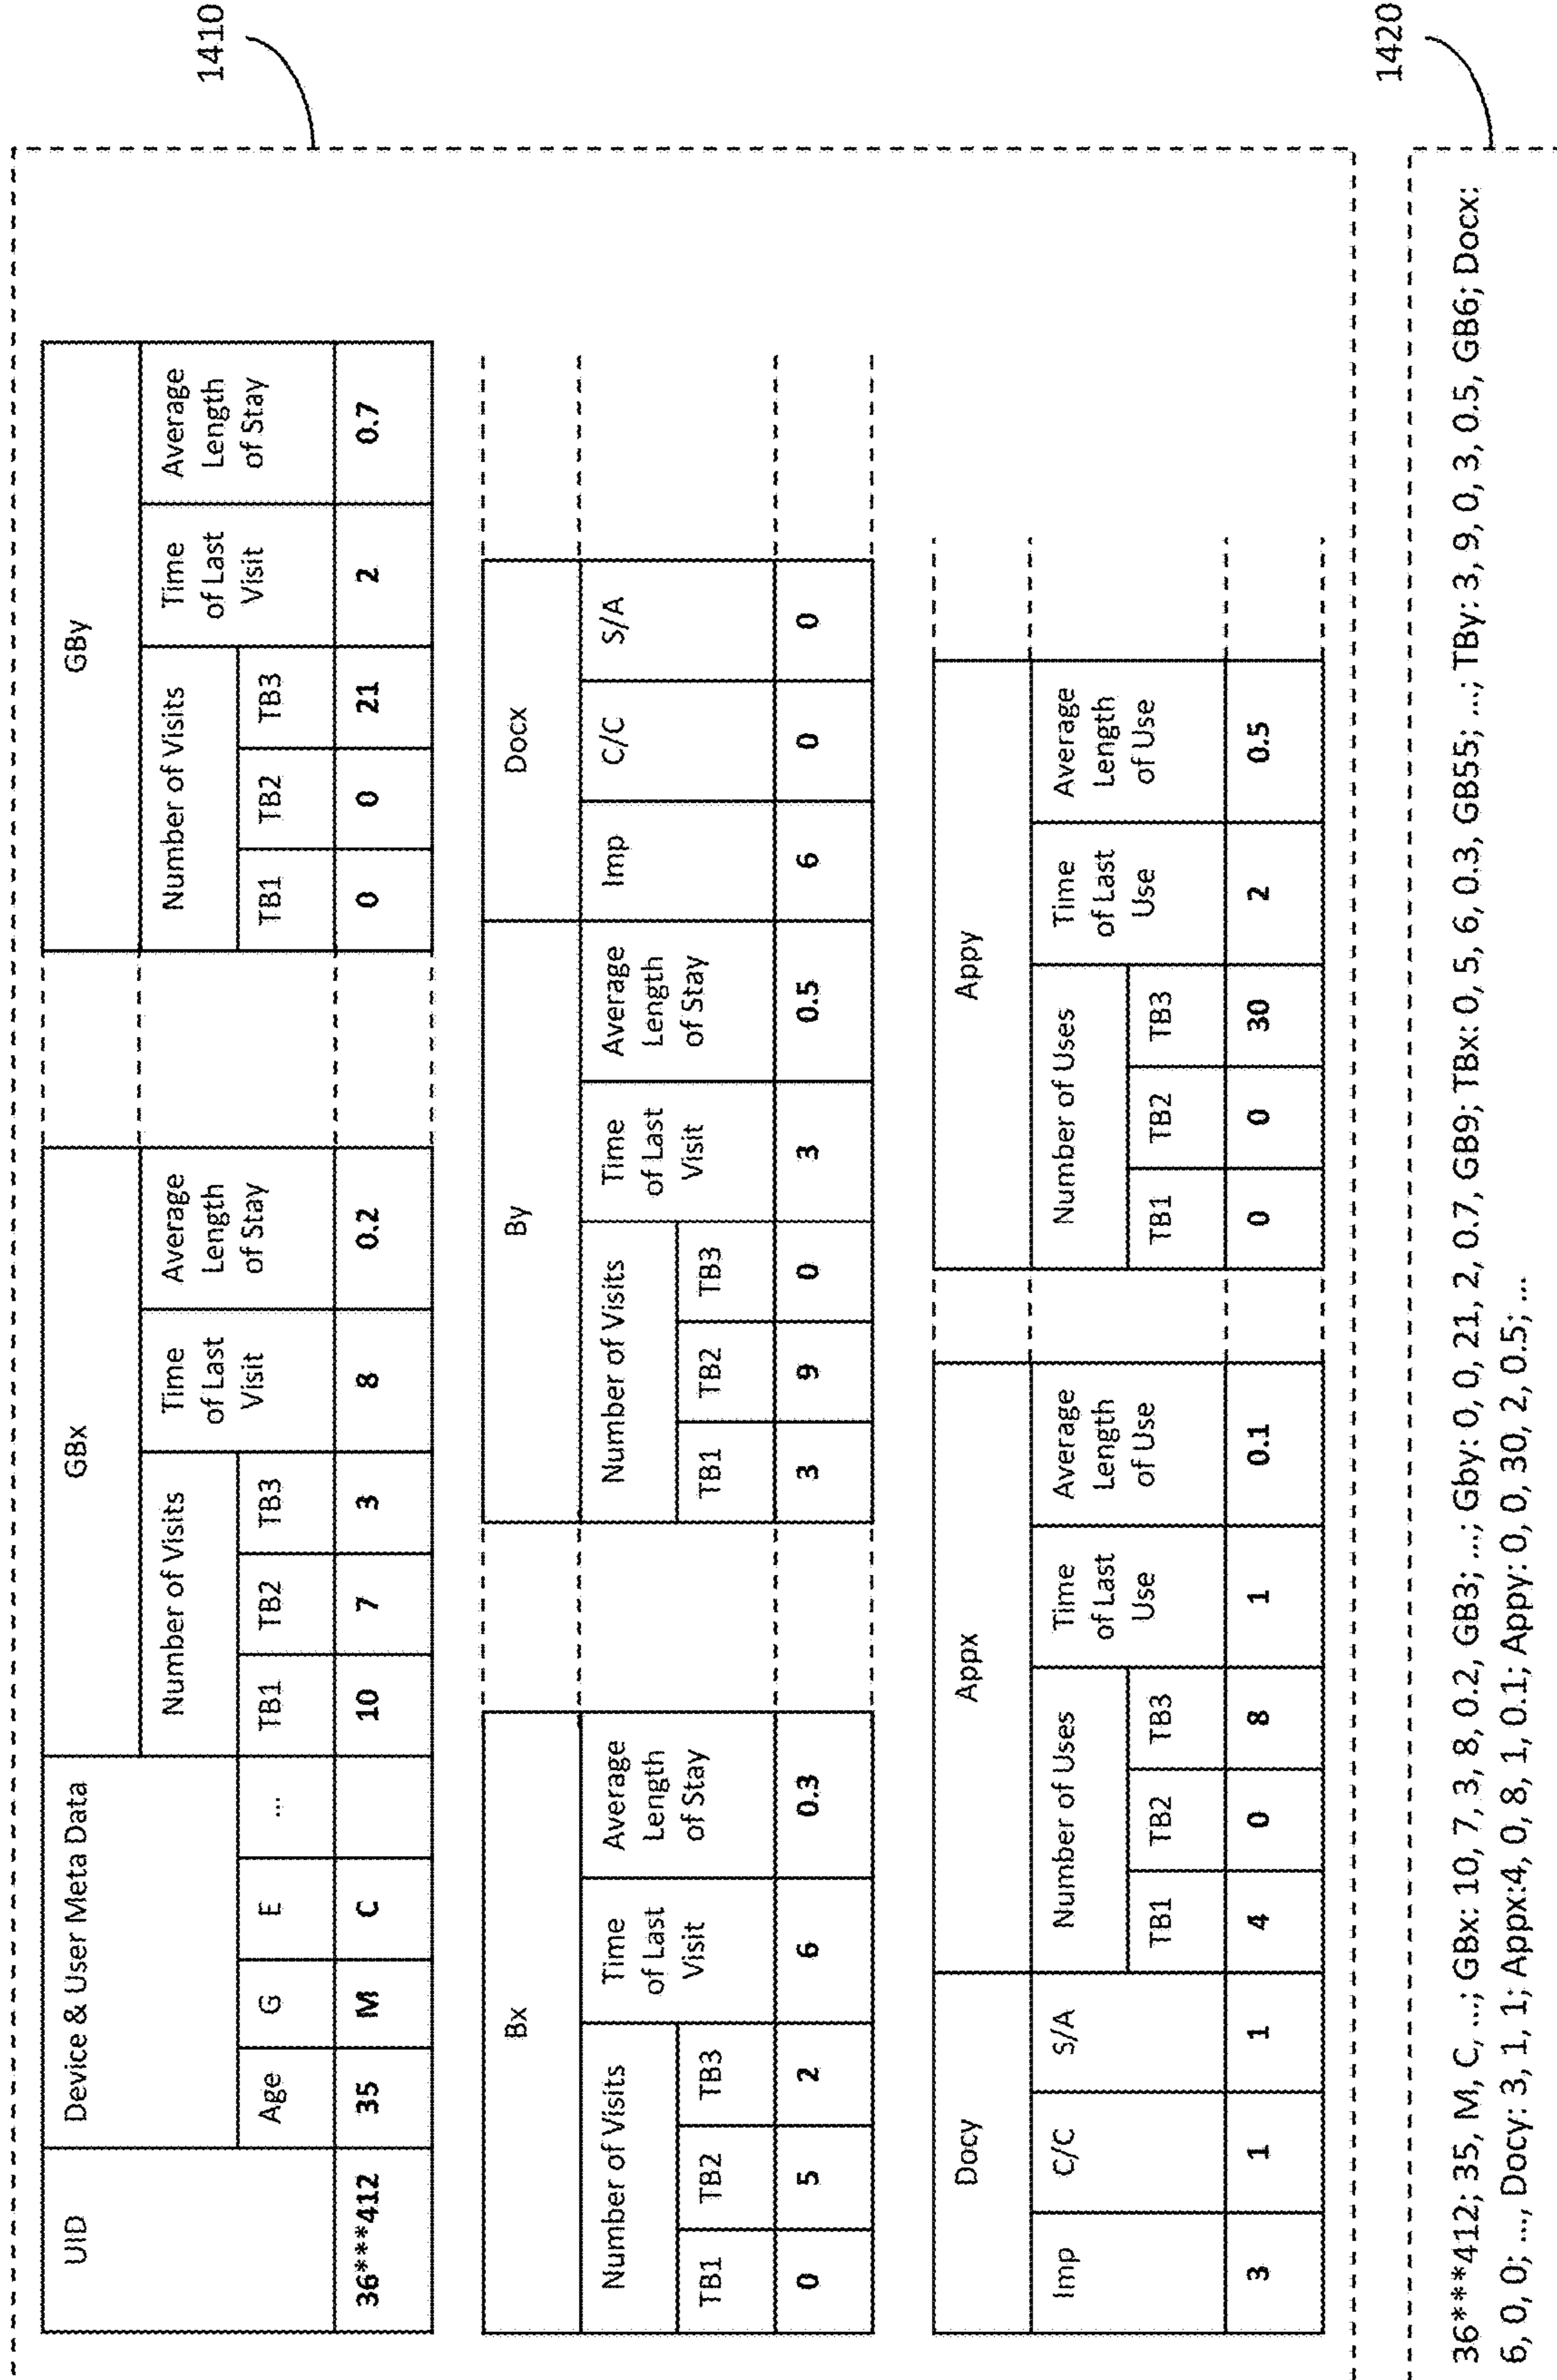 1410
UID Device & User Meta Data GBx GBy
Number of Visits Time of Last Visit Average Length of Stay Number of Visits Time of Last Visit Average Length of Stay
Age G E ... TB1 TB2 TB3 TB1 TB2 TB3
36***412 35 M C 10 7 3 8 0.2 0 0 21 2 0.7
Bx By Docx
Number of Visits Time of Last Visit Average Length of Stay Number of Visits Time of Last Visit Average Length of Stay Imp C/C S/A
TB1 TB2 TB3 TB1 TB2 TB3
0 5 2 6 0.3 3 9 0 3 0.5 6 0 0
Docy Appx Appy
Imp C/C S/A Number of Uses Time of Last Use Average Length of Use Number of Uses Time of Last Use Average Length of Use
TB1 TB2 TB3 TB1 TB2 TB3
3 1 1 4 0 8 1 0.1 0 0 30 2 0.5
1420
36***412; 35, M, C, ...; GBx: 10, 7, 3, 8, 0.2, GB3; ...; Gby: 0, 0, 21, 2, 0.7, GB9; TBx: 0, 5, 6, 0.3, GB55; ...; TBy: 3, 9, 0, 3, 0.5, GB6; Docx:
6, 0, 0; ..., Docy: 3, 1, 1; Appx:4, 0, 8, 1, 0.1; Appy: 0, 0, 30, 2, 0.5; ...